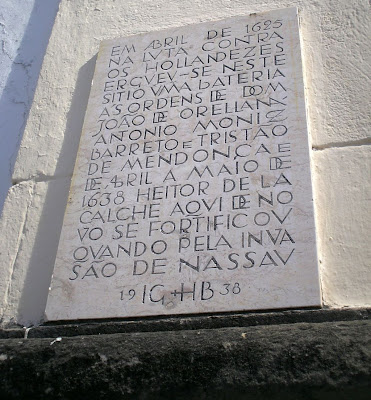 EM ABRIL DE 1625
NA LUTA CONTRA
OS HOLLANDEZES
ERGUEU-SE NESTE
SITIO UMA BATERIA
AS ORDENS DE DOM
JOÃO DE ORELLANA
ANTONIO MONIZ
BARRETO E TRISTÃO
DE MENDONCA E
DE ABRIL A MAIO DE
1638 HEITOR DE LA
CALCHE AQUI DE NO
VO SE FORTIFICOU
QUANDO PELA INVA
SÃO DE NASSAU
19 IG+HB 38